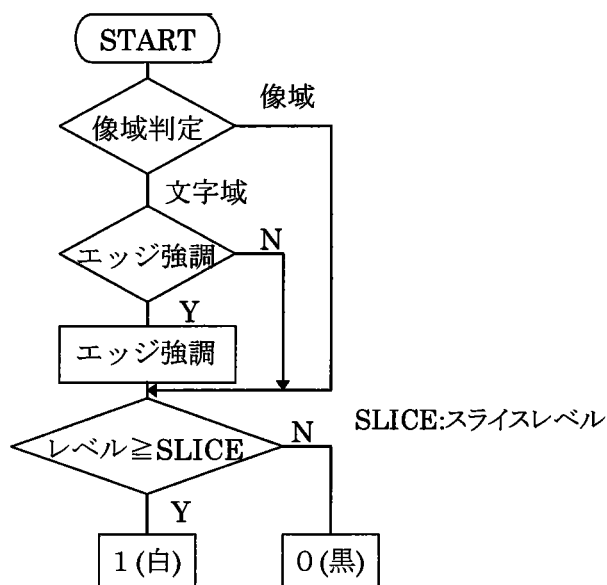 START
像域
像域判定
文字域
エッジ強調
N
Y
エッジ強調
SLICE:スライスレベル
レベル≧SLICE
N
Y
1(白)
0(黒)